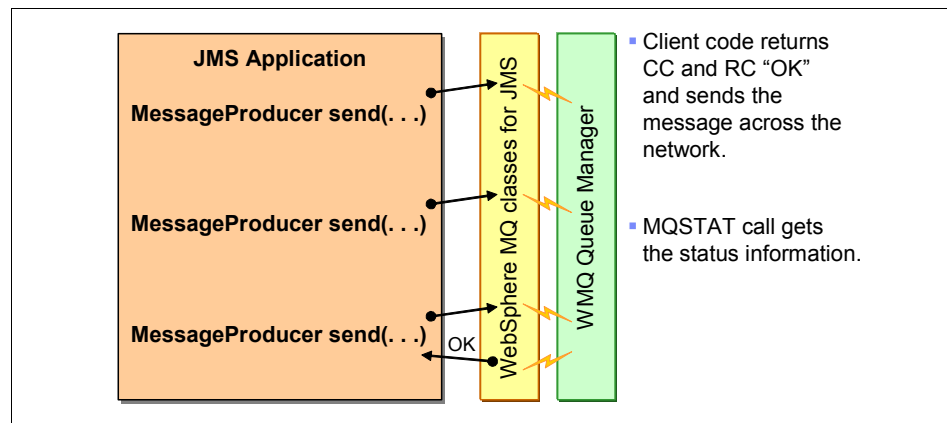 JMS Application
MessageProducer send(. . .)
MessageProducer send(. . .)
MessageProducer send(. . .)
OK
WebSphere MQ classes for JMS
WMQ Queue Manager
▪ Client code returns
CC and RC “OK”
and sends the
message across the
network.
▪ MQSTAT call gets
the status information.